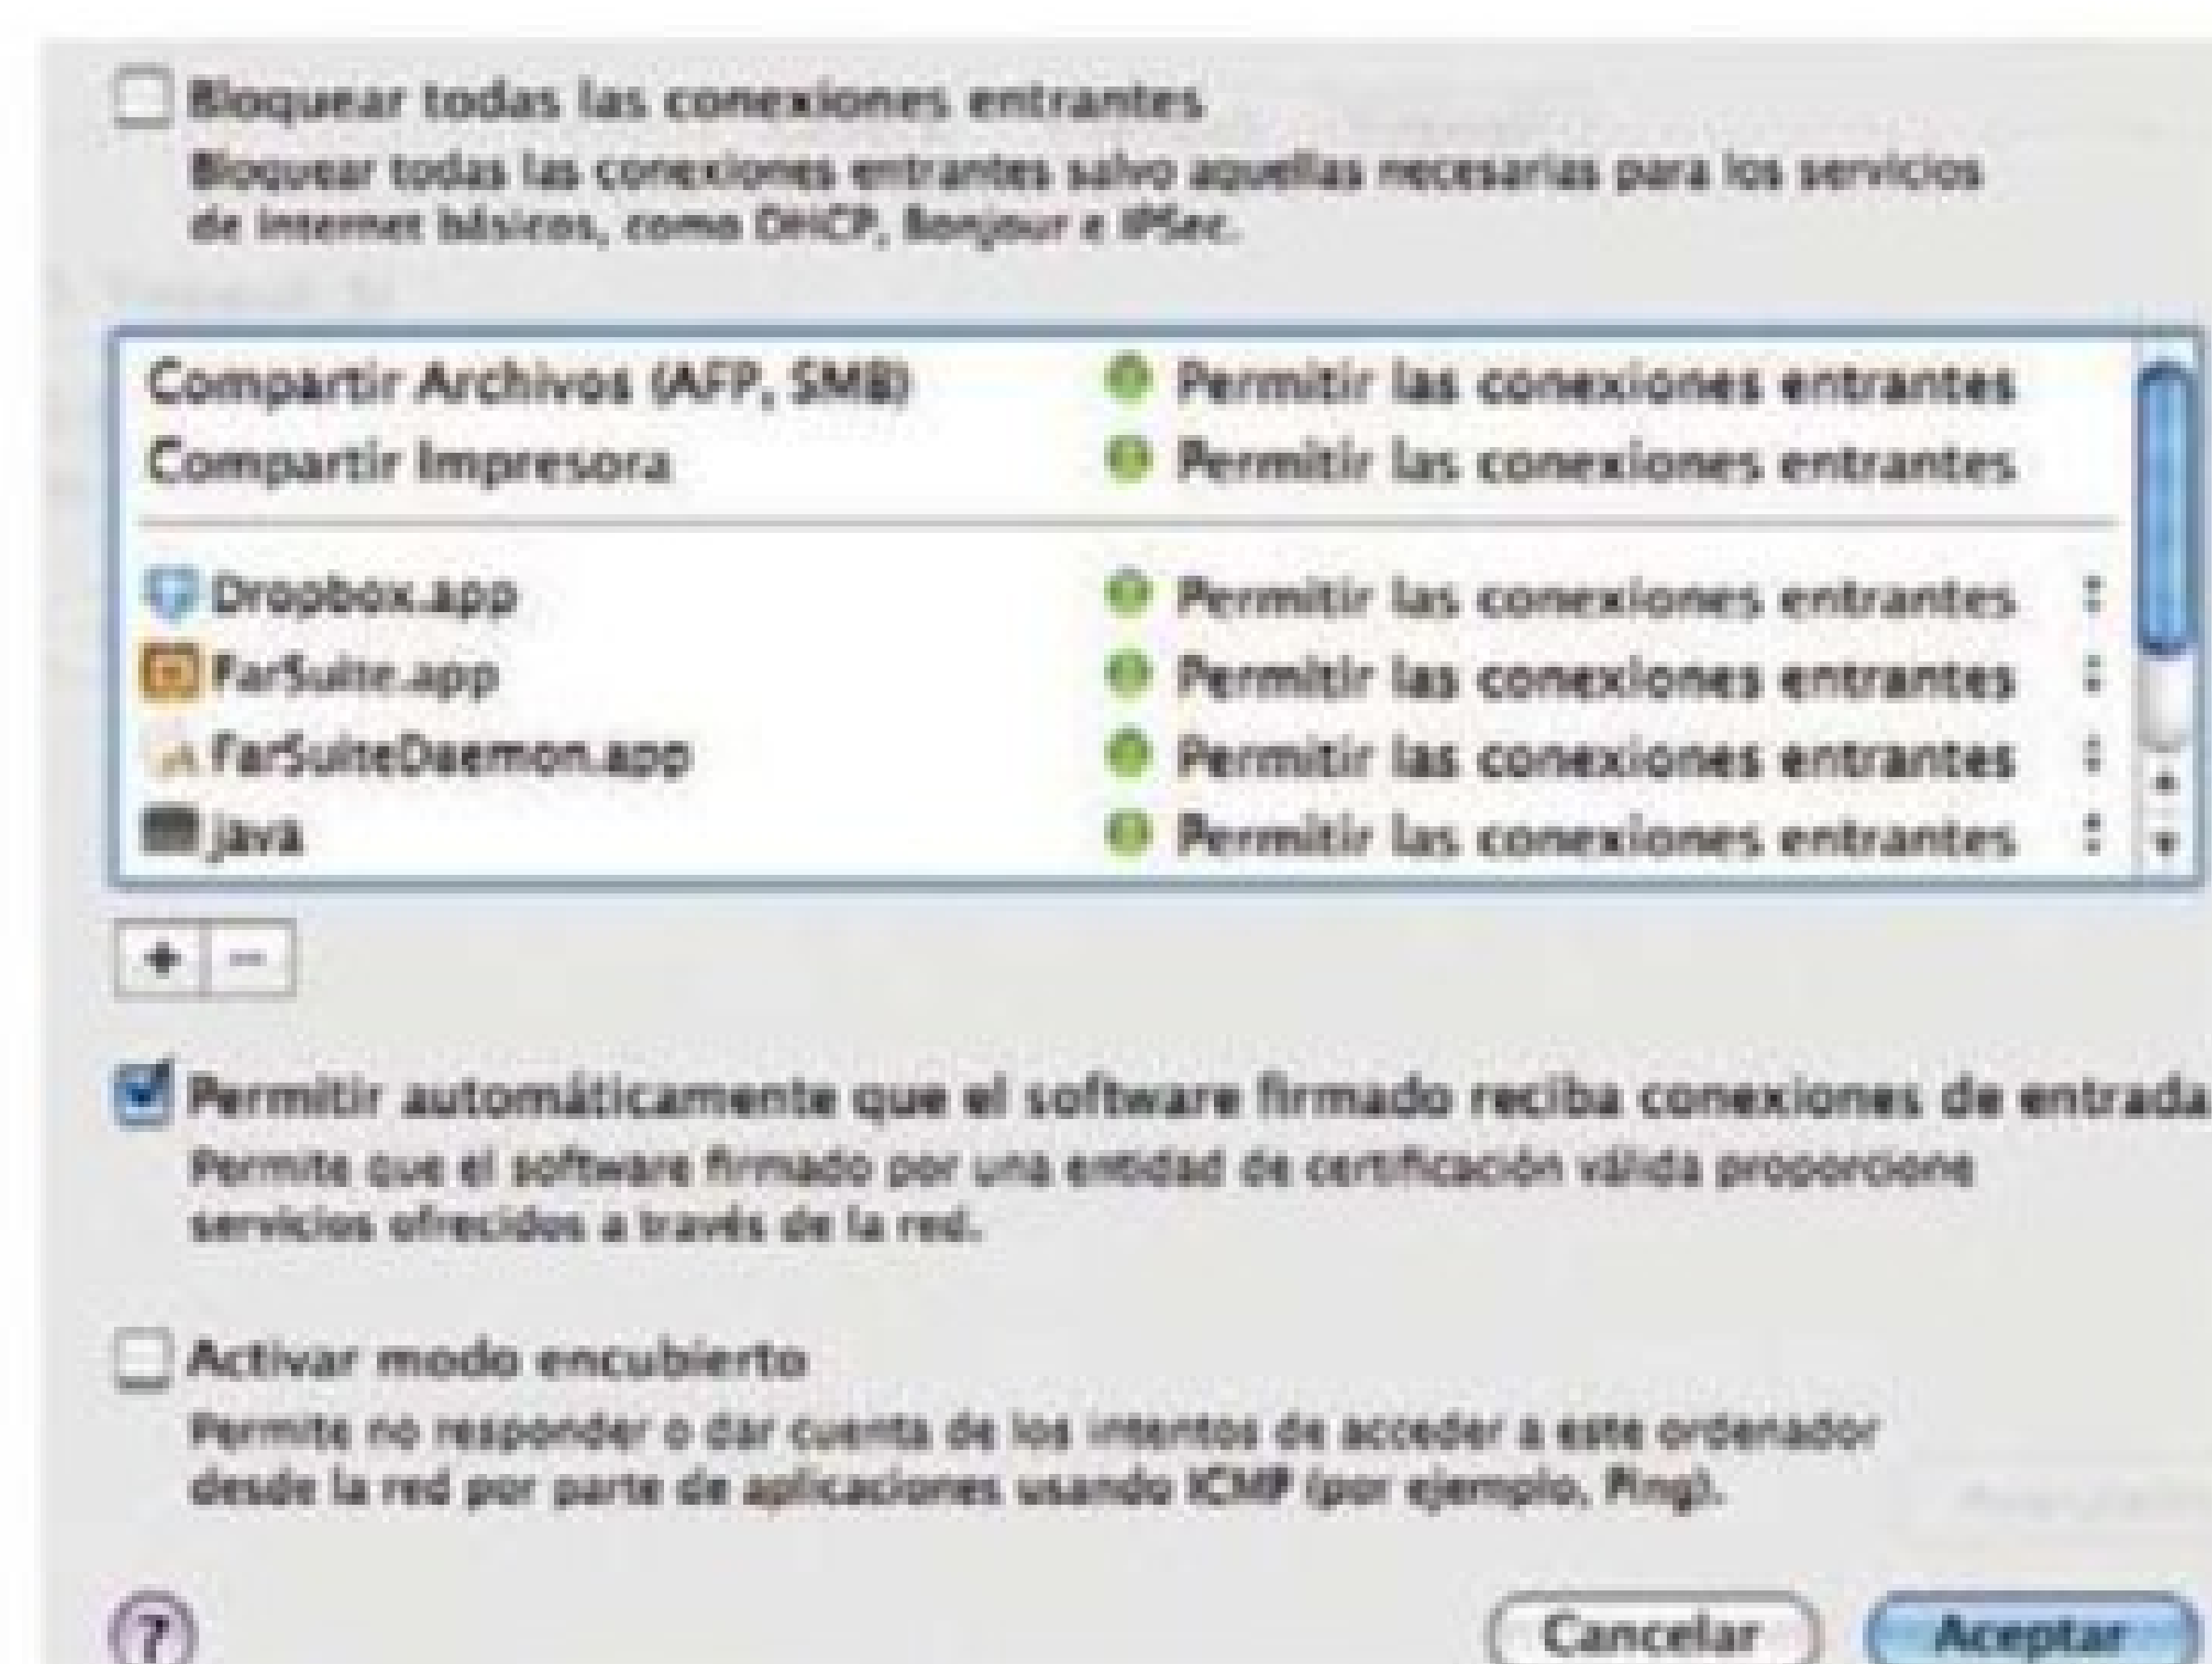 Bloquear todas las conexiones entrantes
Bloquear todas las conexiones entrantes salvo aquellas necesarias para los servicios
de Internet básicos, como DHCP, Bonjour e IPSec.
Compartir Archivos (AFP, SMB) Permitir las conexiones entrantes
Compartir Impresora Permitir las conexiones entrantes
Dropbox.app Permitir las conexiones entrantes
FarSuite.app Permitir las conexiones entrantes
FarSuiteDaemon.app Permitir las conexiones entrantes
java Permitir las conexiones entrantes
+ −
Permitir automáticamente que el software firmado reciba conexiones de entrada
Permite que el software firmado por una entidad de certificación válida proporcione
servicios ofrecidos a través de la red.
Activar modo encubierto
Permite no responder o dar cuenta de los intentos de acceder a este ordenador
desde la red por parte de aplicaciones usando ICMP (por ejemplo, Ping).
? Cancelar Aceptar